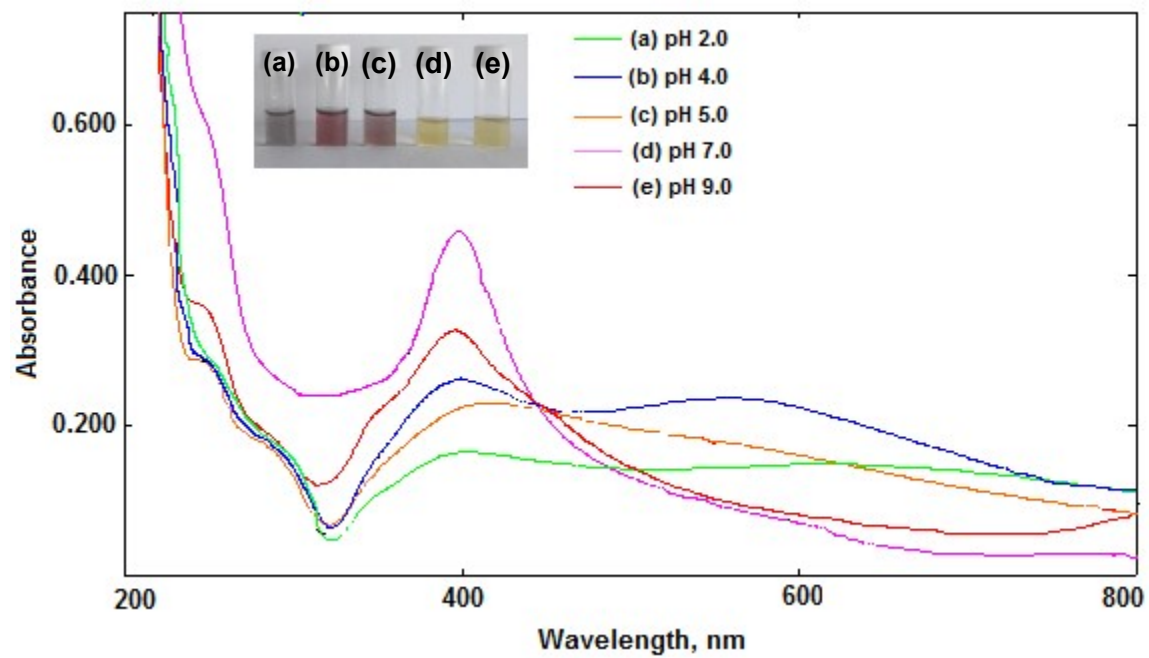 (a) (b) (c) (d) (e)
(a) pH 2.0
(b) pH 4.0
(c) pH 5.0
(d) pH 7.0
(e) pH 9.0
0.600
0.400
0.200
Absorbance
200 400 600 800
Wavelength, nm